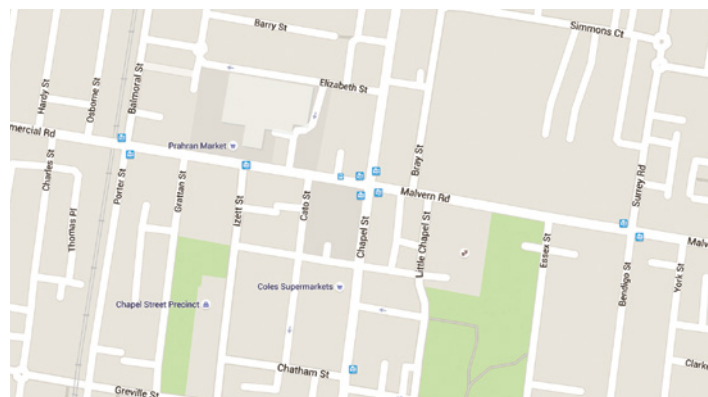 Barry St
Simmons Ct
Hardy St
Osborne St
Balmoral St
Elizabeth St
mercial Rd
Prahran Market
Bray St
Surrey Rd
Charles St
Thomas Pl
Porter St
Grattan St
Izett St
Cato St
Chapel St
Malvern Rd
Little Chapel St
Essex St
Malv
Bendigo St
York St
Coles Supermarkets
Chapel Street Precinct
Chatham St
Clarke
Greville St